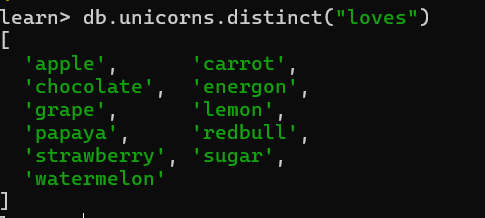 learn> db.unicorns.distinct("loves")
[
  'apple',      'carrot',
  'chocolate',  'energon',
  'grape',      'lemon',
  'papaya',     'redbull',
  'strawberry', 'sugar',
  'watermelon'
]